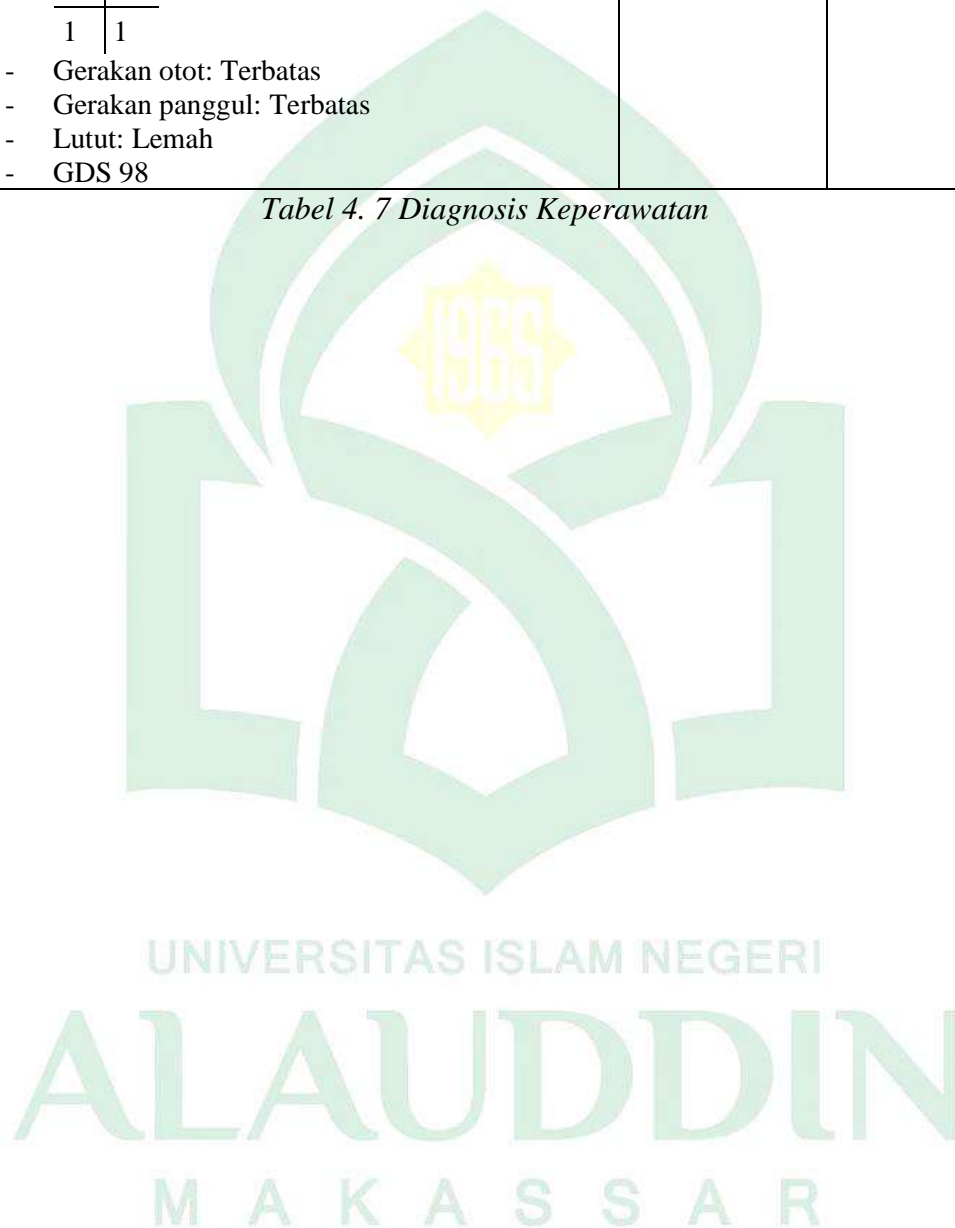 1 1
- Gerakan otot: Terbatas
- Gerakan panggul: Terbatas
- Lutut: Lemah
- GDS 98
Tabel 4. 7 Diagnosis Keperawatan
1965
UNIVERSITAS ISLAM NEGERI
ALAUDDIN
MAKASSAR